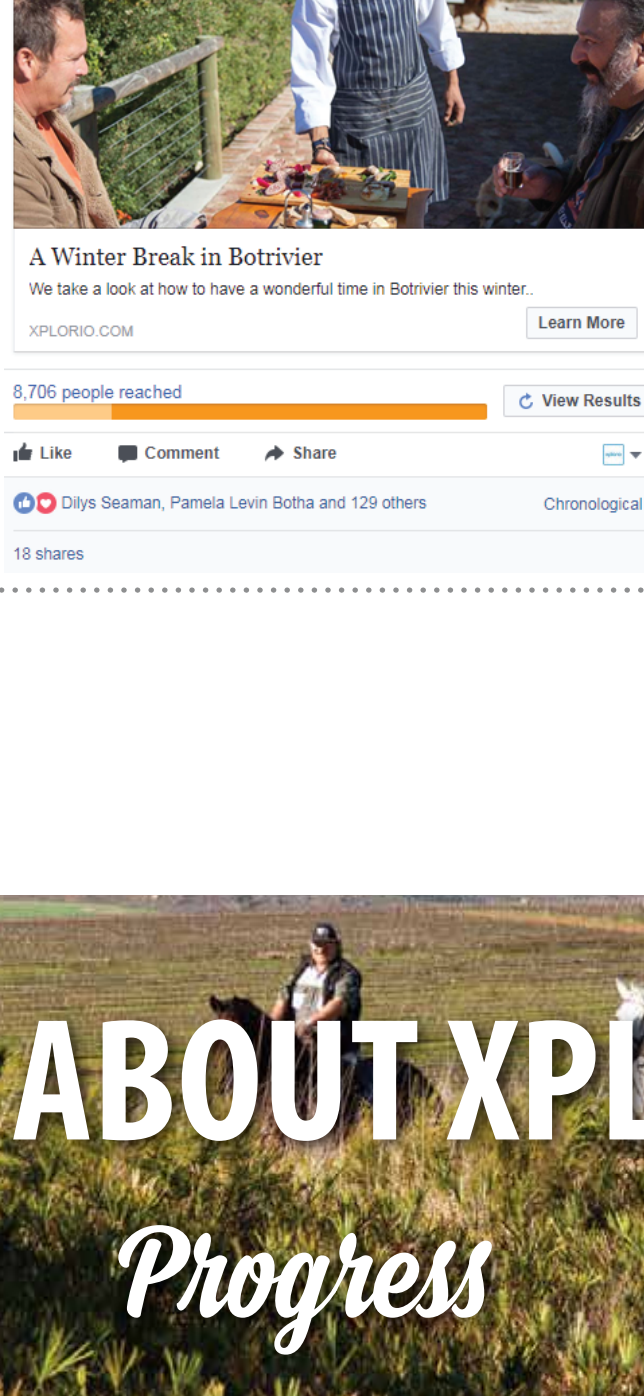 A Winter Break in Botrivier
We take a look at how to have a wonderful time in Botrivier this winter..
XPLORIO.COM
Learn More
8,706 people reached
View Results
Like
Comment
Share
Dilys Seaman, Pamela Levin Botha and 129 others
Chronological
18 shares
ABOUT XPL
Progress